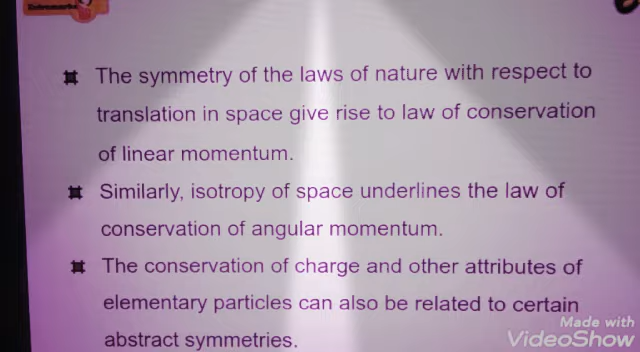 Extramarks
⌘ The symmetry of the laws of nature with respect to
translation in space give rise to law of conservation
of linear momentum.
⌘ Similarly, isotropy of space underlines the law of
conservation of angular momentum.
⌘ The conservation of charge and other attributes of
elementary particles can also be related to certain
abstract symmetries.
Made with
VideoShow